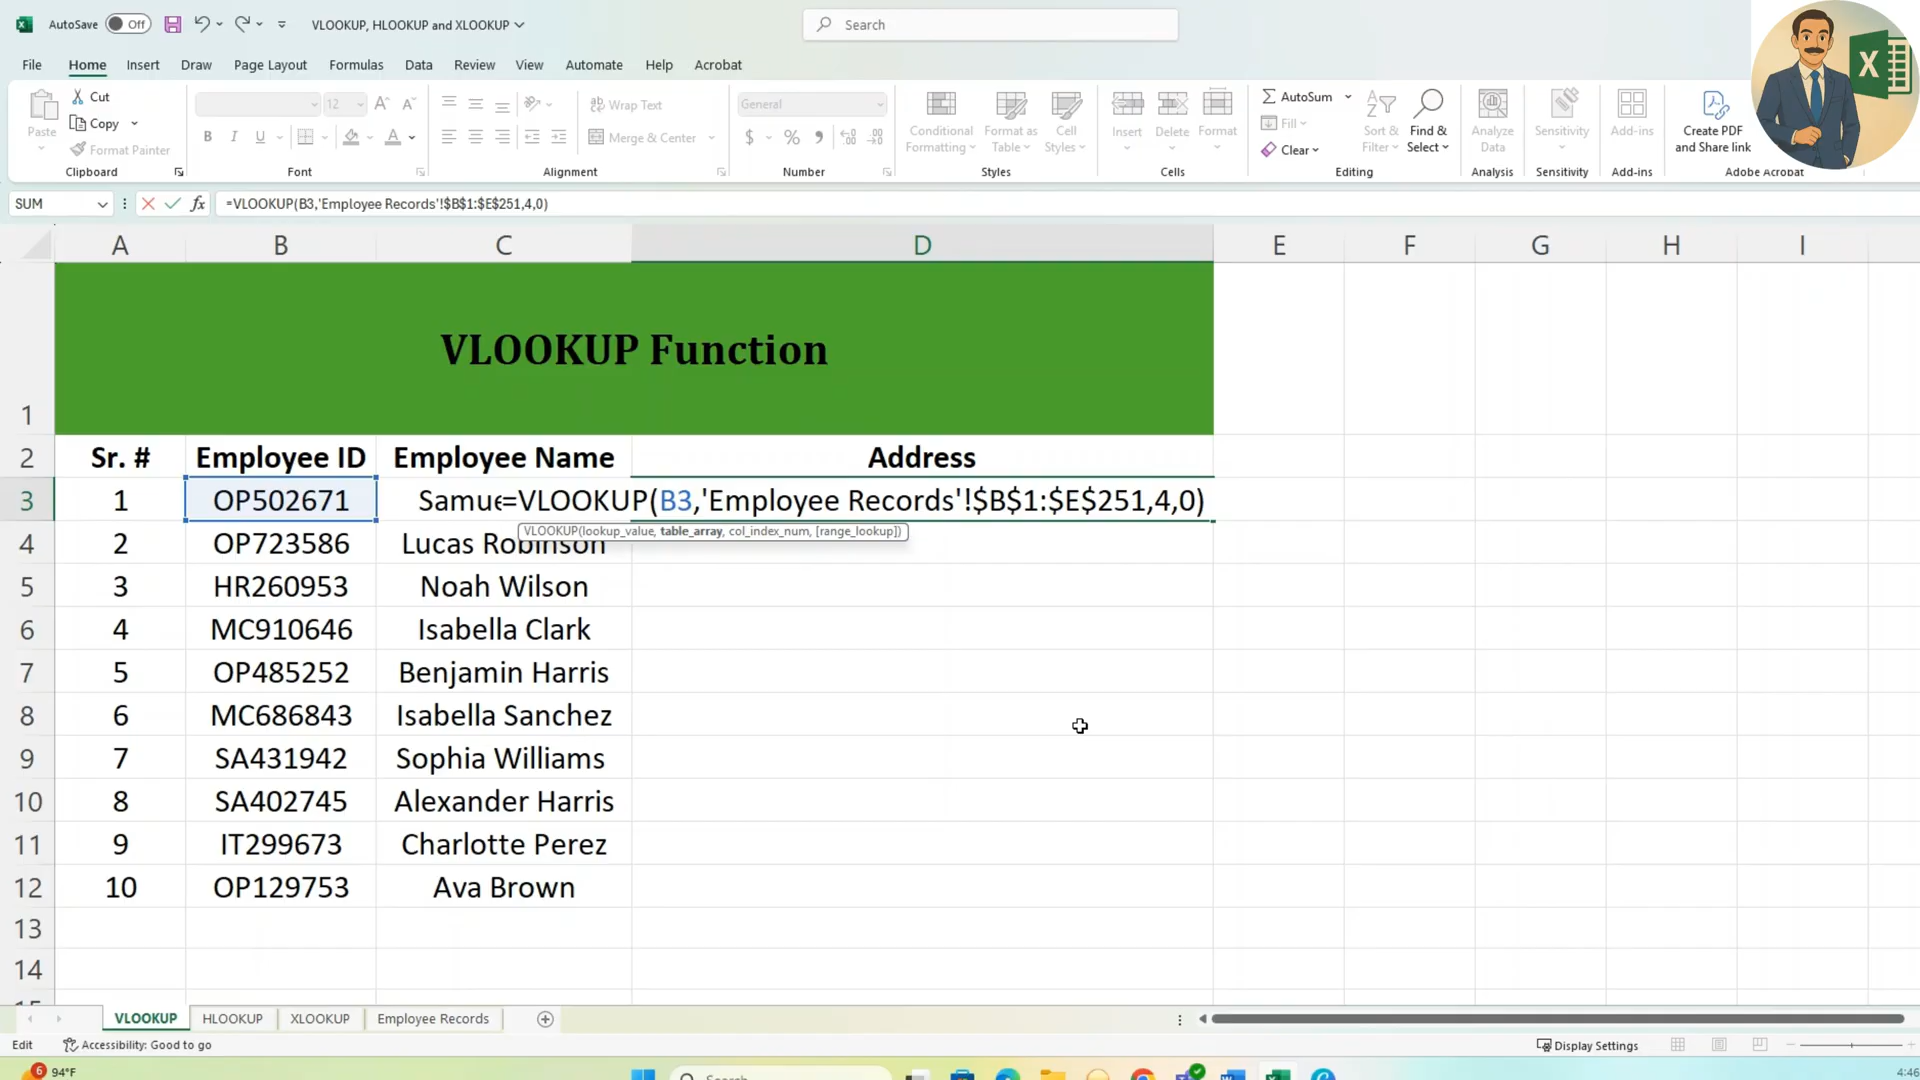 AutoSave Off VLOOKUP, HLOOKUP and XLOOKUP Search
File Home Insert Draw Page Layout Formulas Data Review View Automate Help Acrobat
Paste Cut Copy Format Painter
12
Wrap Text Merge & Center
General
$ % ,
Conditional Formatting Format as Table Cell Styles
Insert Delete Format
AutoSum Fill Clear Sort & Filter Find & Select
Analyze Data Sensitivity Add-ins Create PDF and Share link
Clipboard Font Alignment Number Styles Cells Editing Analysis Sensitivity Add-ins Adobe Acrobat
SUM fx =VLOOKUP(B3,'Employee Records'!$B$1:$E$251,4,0)
A B C D E F G H I
1 VLOOKUP Function
2 Sr. # Employee ID Employee Name Address
3 1 OP502671 Samue=VLOOKUP(B3,'Employee Records'!$B$1:$E$251,4,0)
VLOOKUP(lookup_value, table_array, col_index_num, [range_lookup])
4 2 OP723586 Lucas Robinson
5 3 HR260953 Noah Wilson
6 4 MC910646 Isabella Clark
7 5 OP485252 Benjamin Harris
8 6 MC686843 Isabella Sanchez
9 7 SA431942 Sophia Williams
10 8 SA402745 Alexander Harris
11 9 IT299673 Charlotte Perez
12 10 OP129753 Ava Brown
13
14
VLOOKUP HLOOKUP XLOOKUP Employee Records
Edit Accessibility: Good to go Display Settings
6 94°F Search 4:46